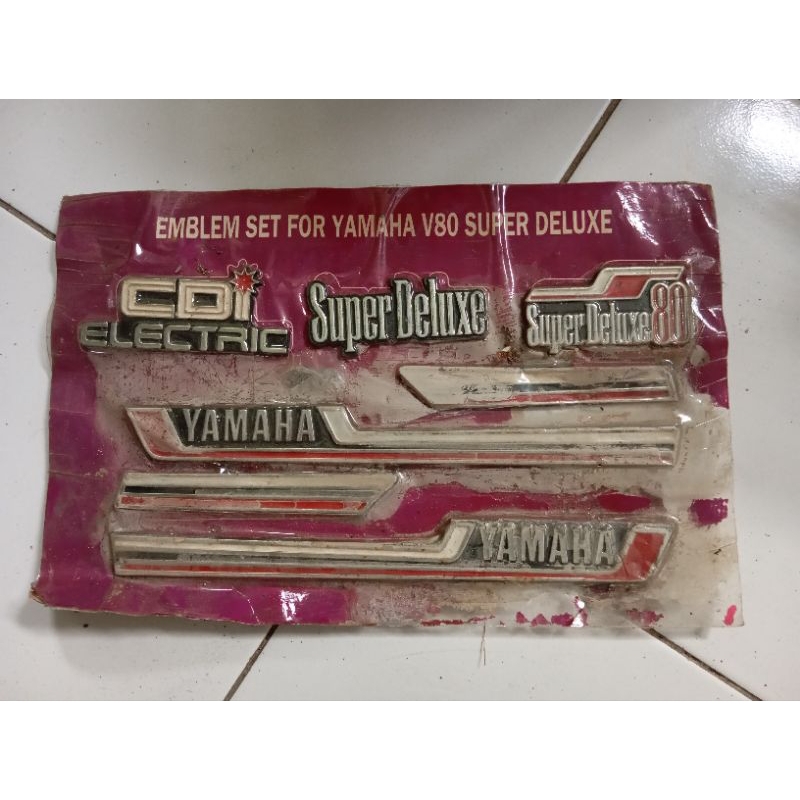 EMBLEM SET FOR YAMAHA V80 SUPER DELUXE
CDi
ELECTRIC
Super Deluxe
Super Deluxe 80
YAMAHA
YAMAHA